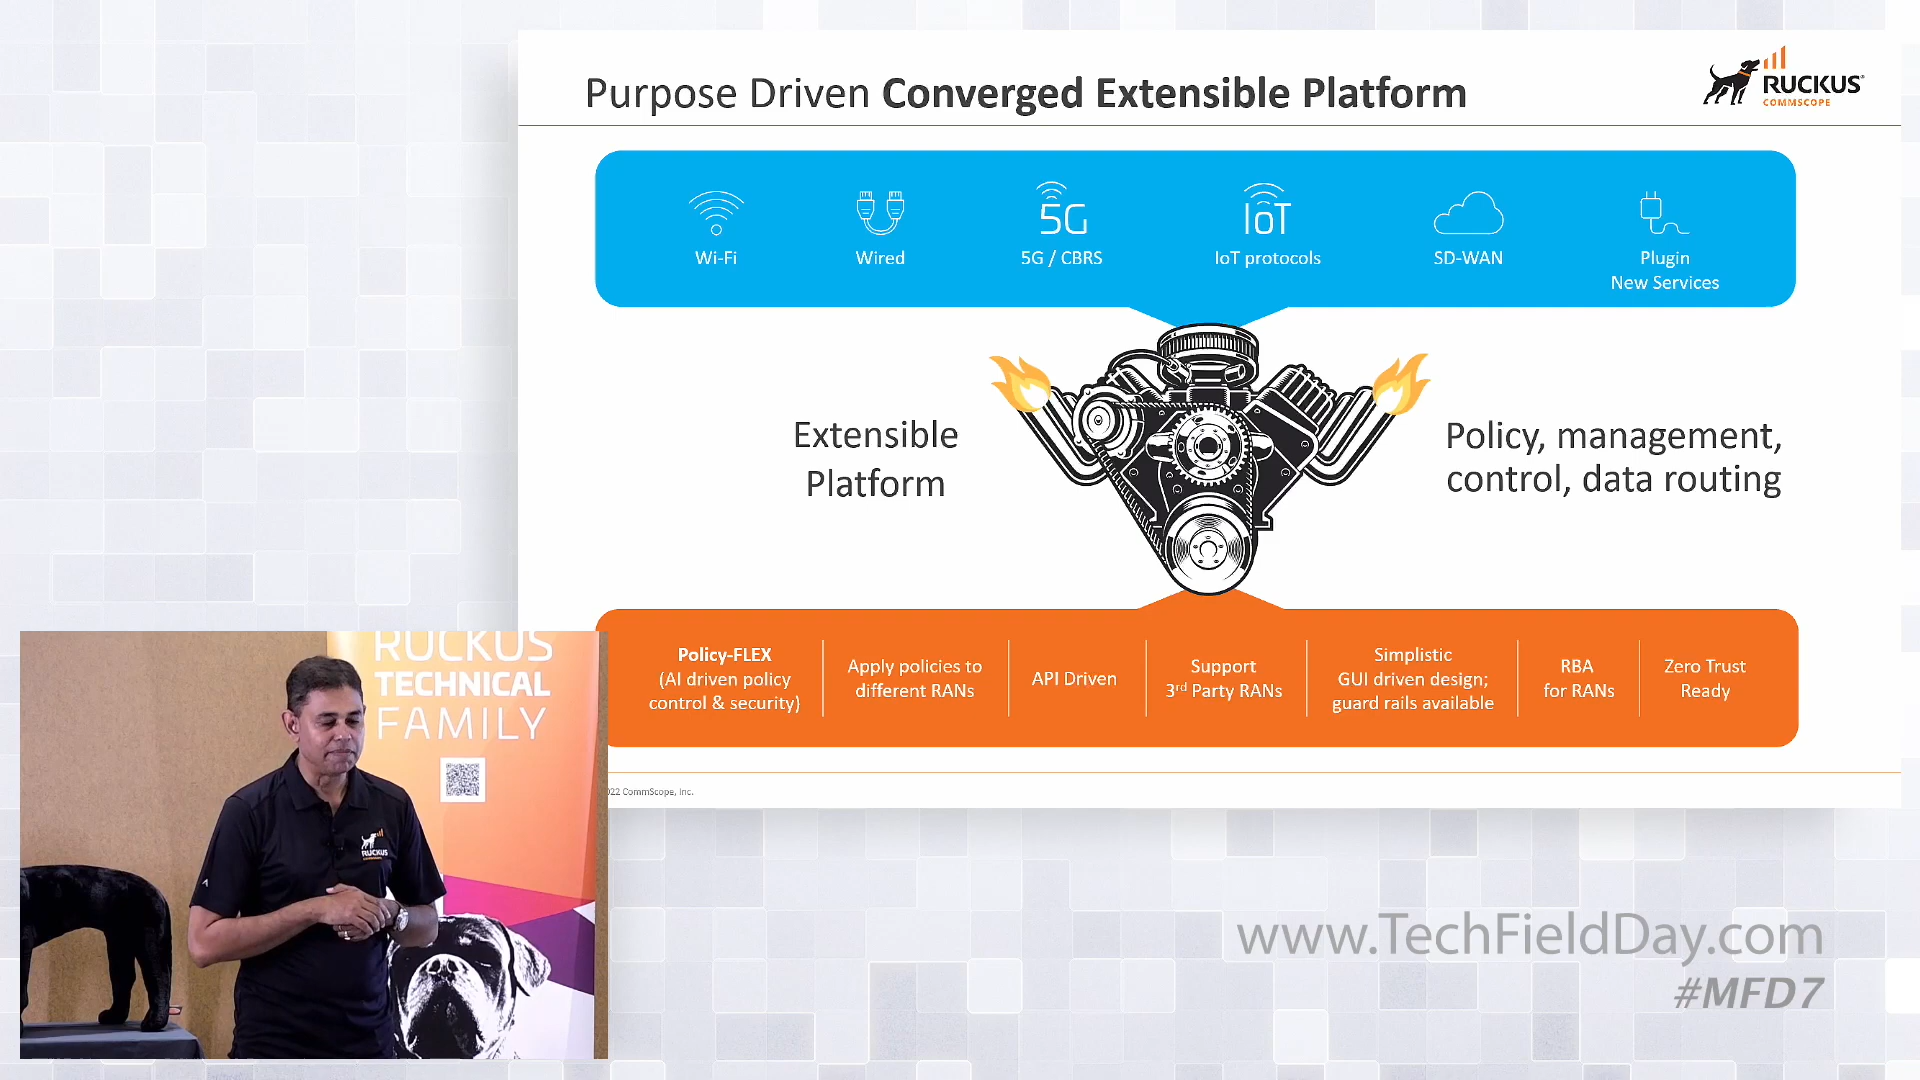 Purpose Driven Converged Extensible Platform
RUCKUS
COMMSCOPE
5G
IoT
Wi-Fi
Wired
5G / CBRS
IoT protocols
SD-WAN
Plugin
New Services
Extensible
Platform
Policy, management,
control, data routing
Policy-FLEX
(AI driven policy
control & security)
Apply policies to
different RANs
API Driven
Support
3rd Party RANs
Simplistic
GUI driven design;
guard rails available
RBA
for RANs
Zero Trust
Ready
022 CommScope, Inc.
RUCKUS
TECHNICAL
FAMILY
RUCKUS
www.TechFieldDay.com
#MFD7